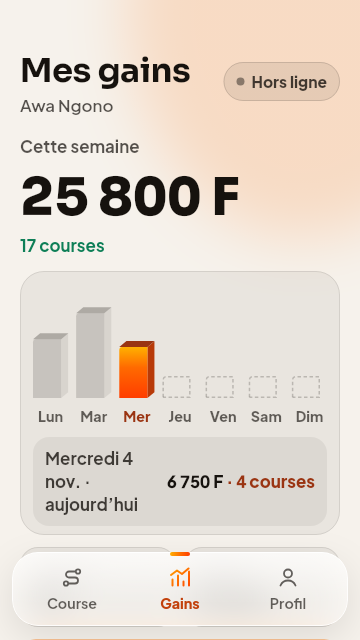 Mes gains
Hors ligne
Awa Ngono
Cette semaine
25 800 F
17 courses
Lun Mar Mer Jeu Ven Sam Dim
Mercredi 4
nov. ·
aujourd’hui
6 750 F · 4 courses
Course Gains Profil